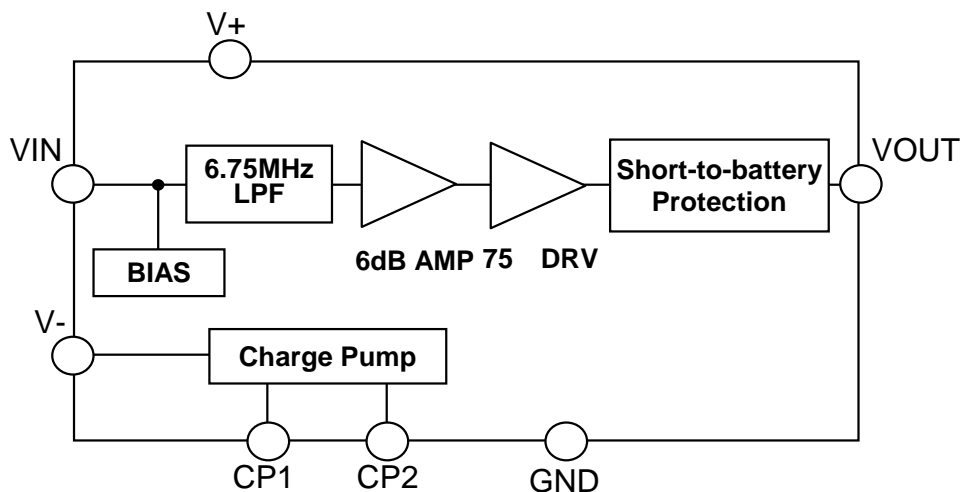 V+
VIN
6.75MHz
LPF
Short-to-battery
Protection
VOUT
6dB AMP 75 DRV
BIAS
V-
Charge Pump
CP1
CP2
GND